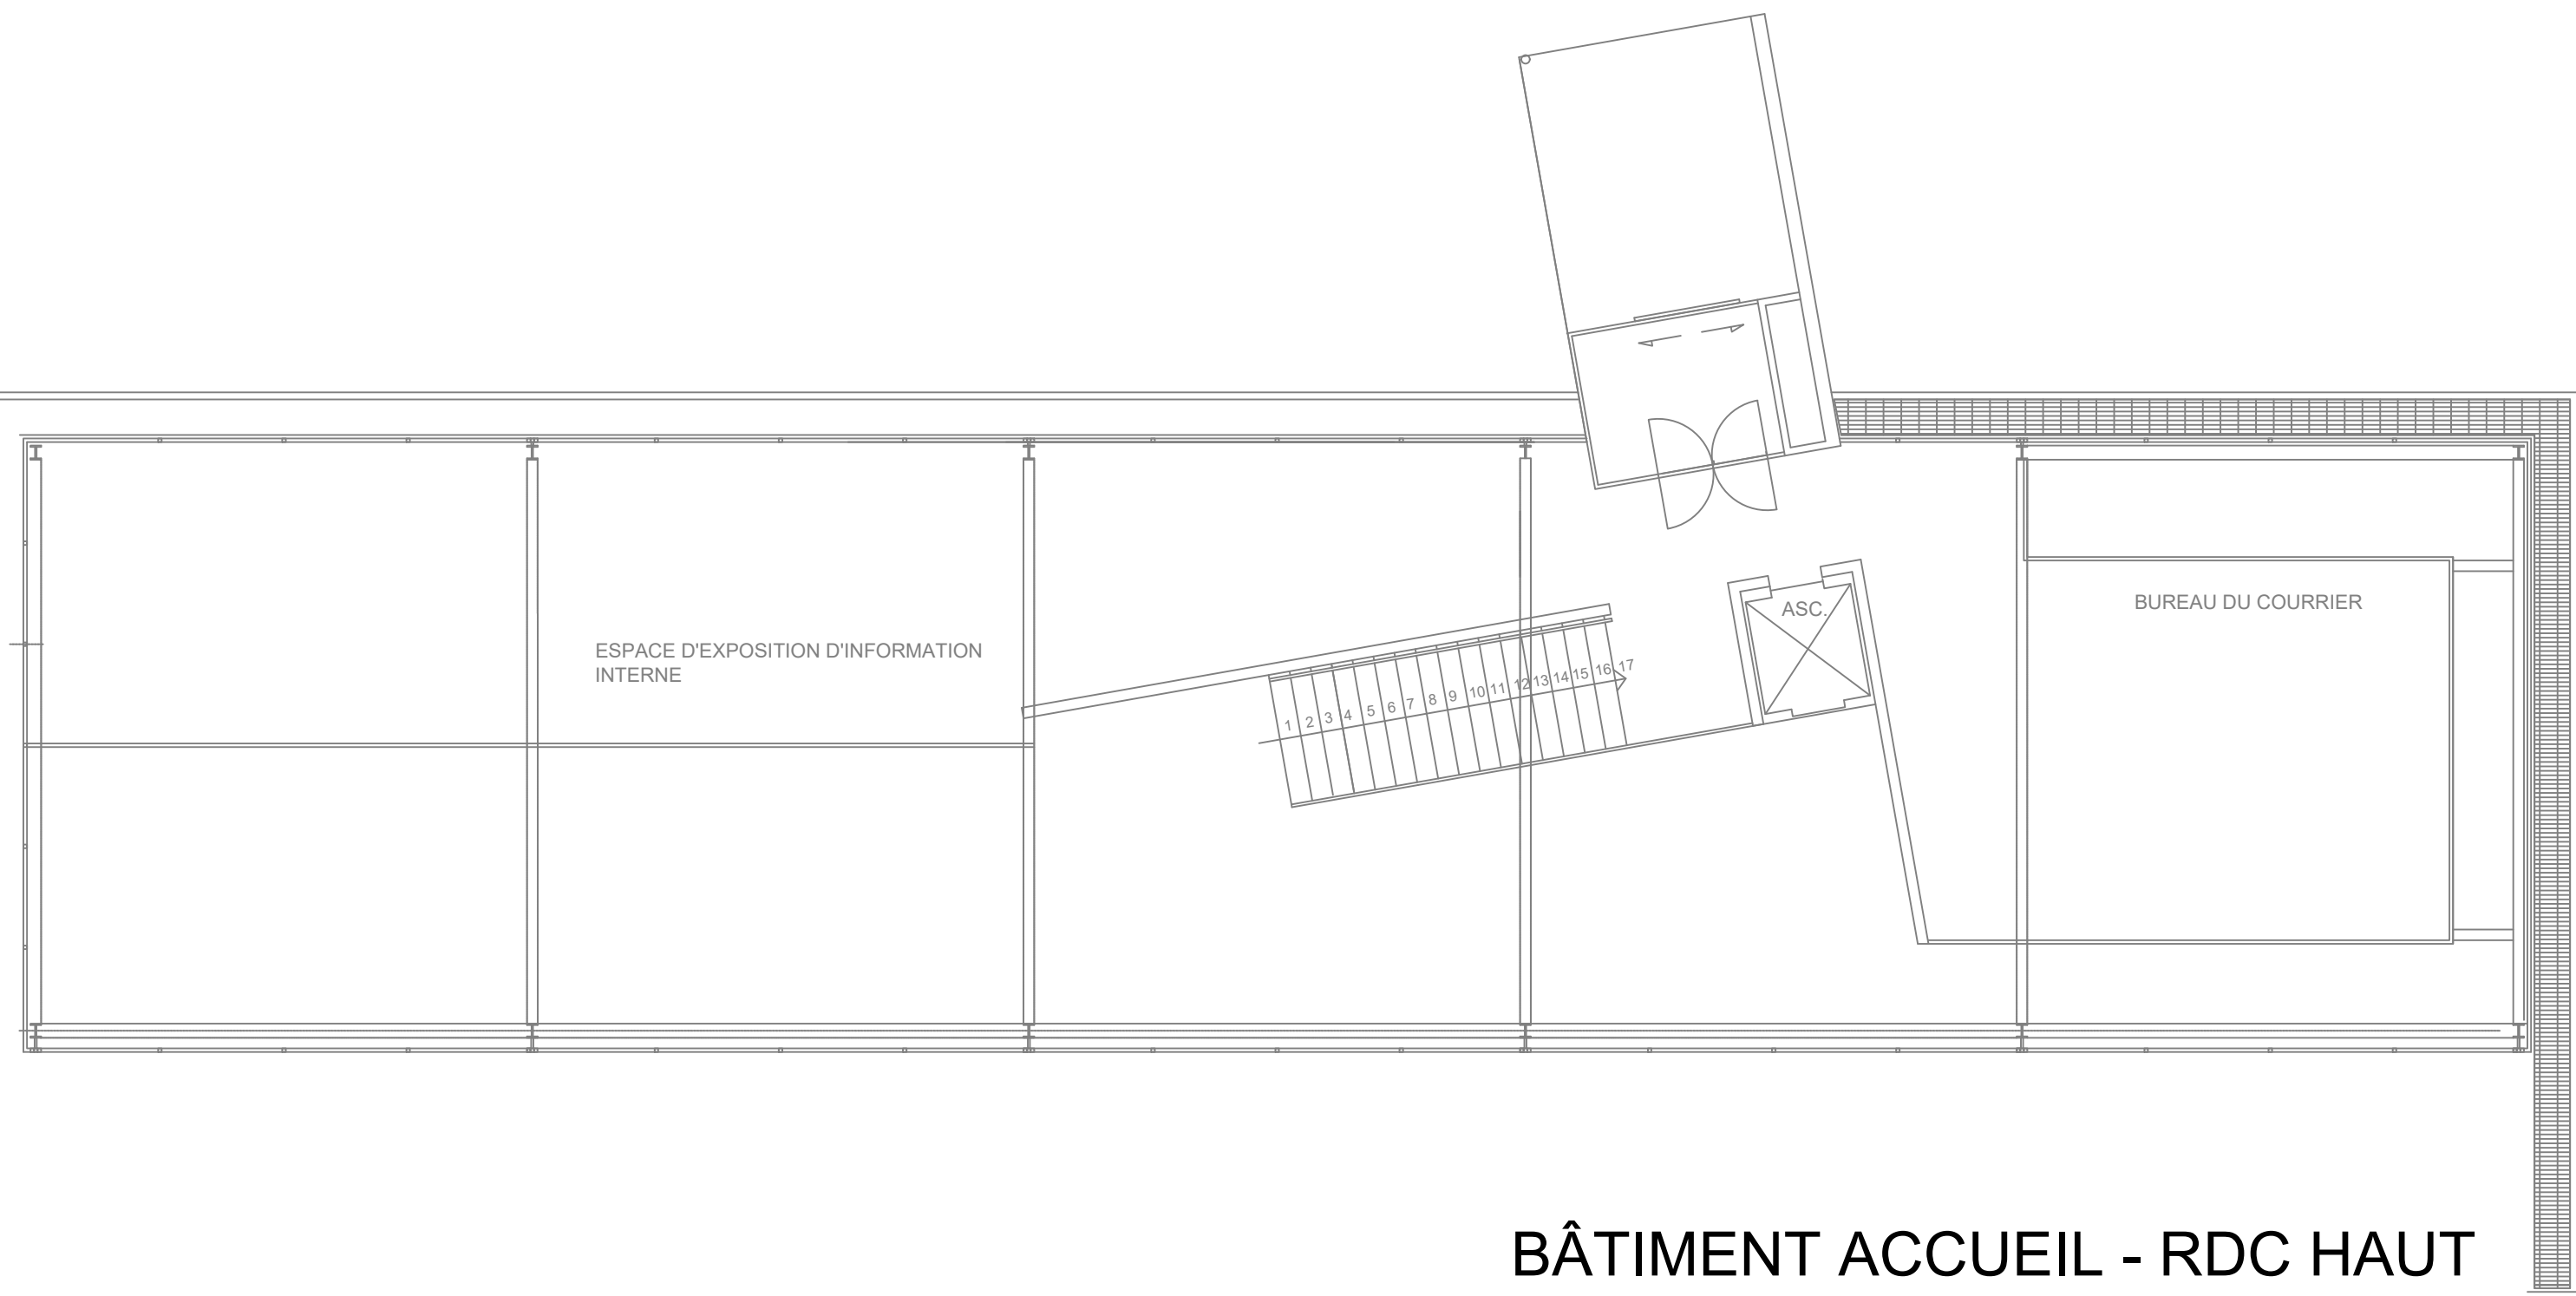 ESPACE D'EXPOSITION D'INFORMATION
INTERNE
ASC.
BUREAU DU COURRIER
1 2 3 4 5 6 7 8 9 10 11 12 13 14 15 16 17
BÂTIMENT ACCUEIL - RDC HAUT